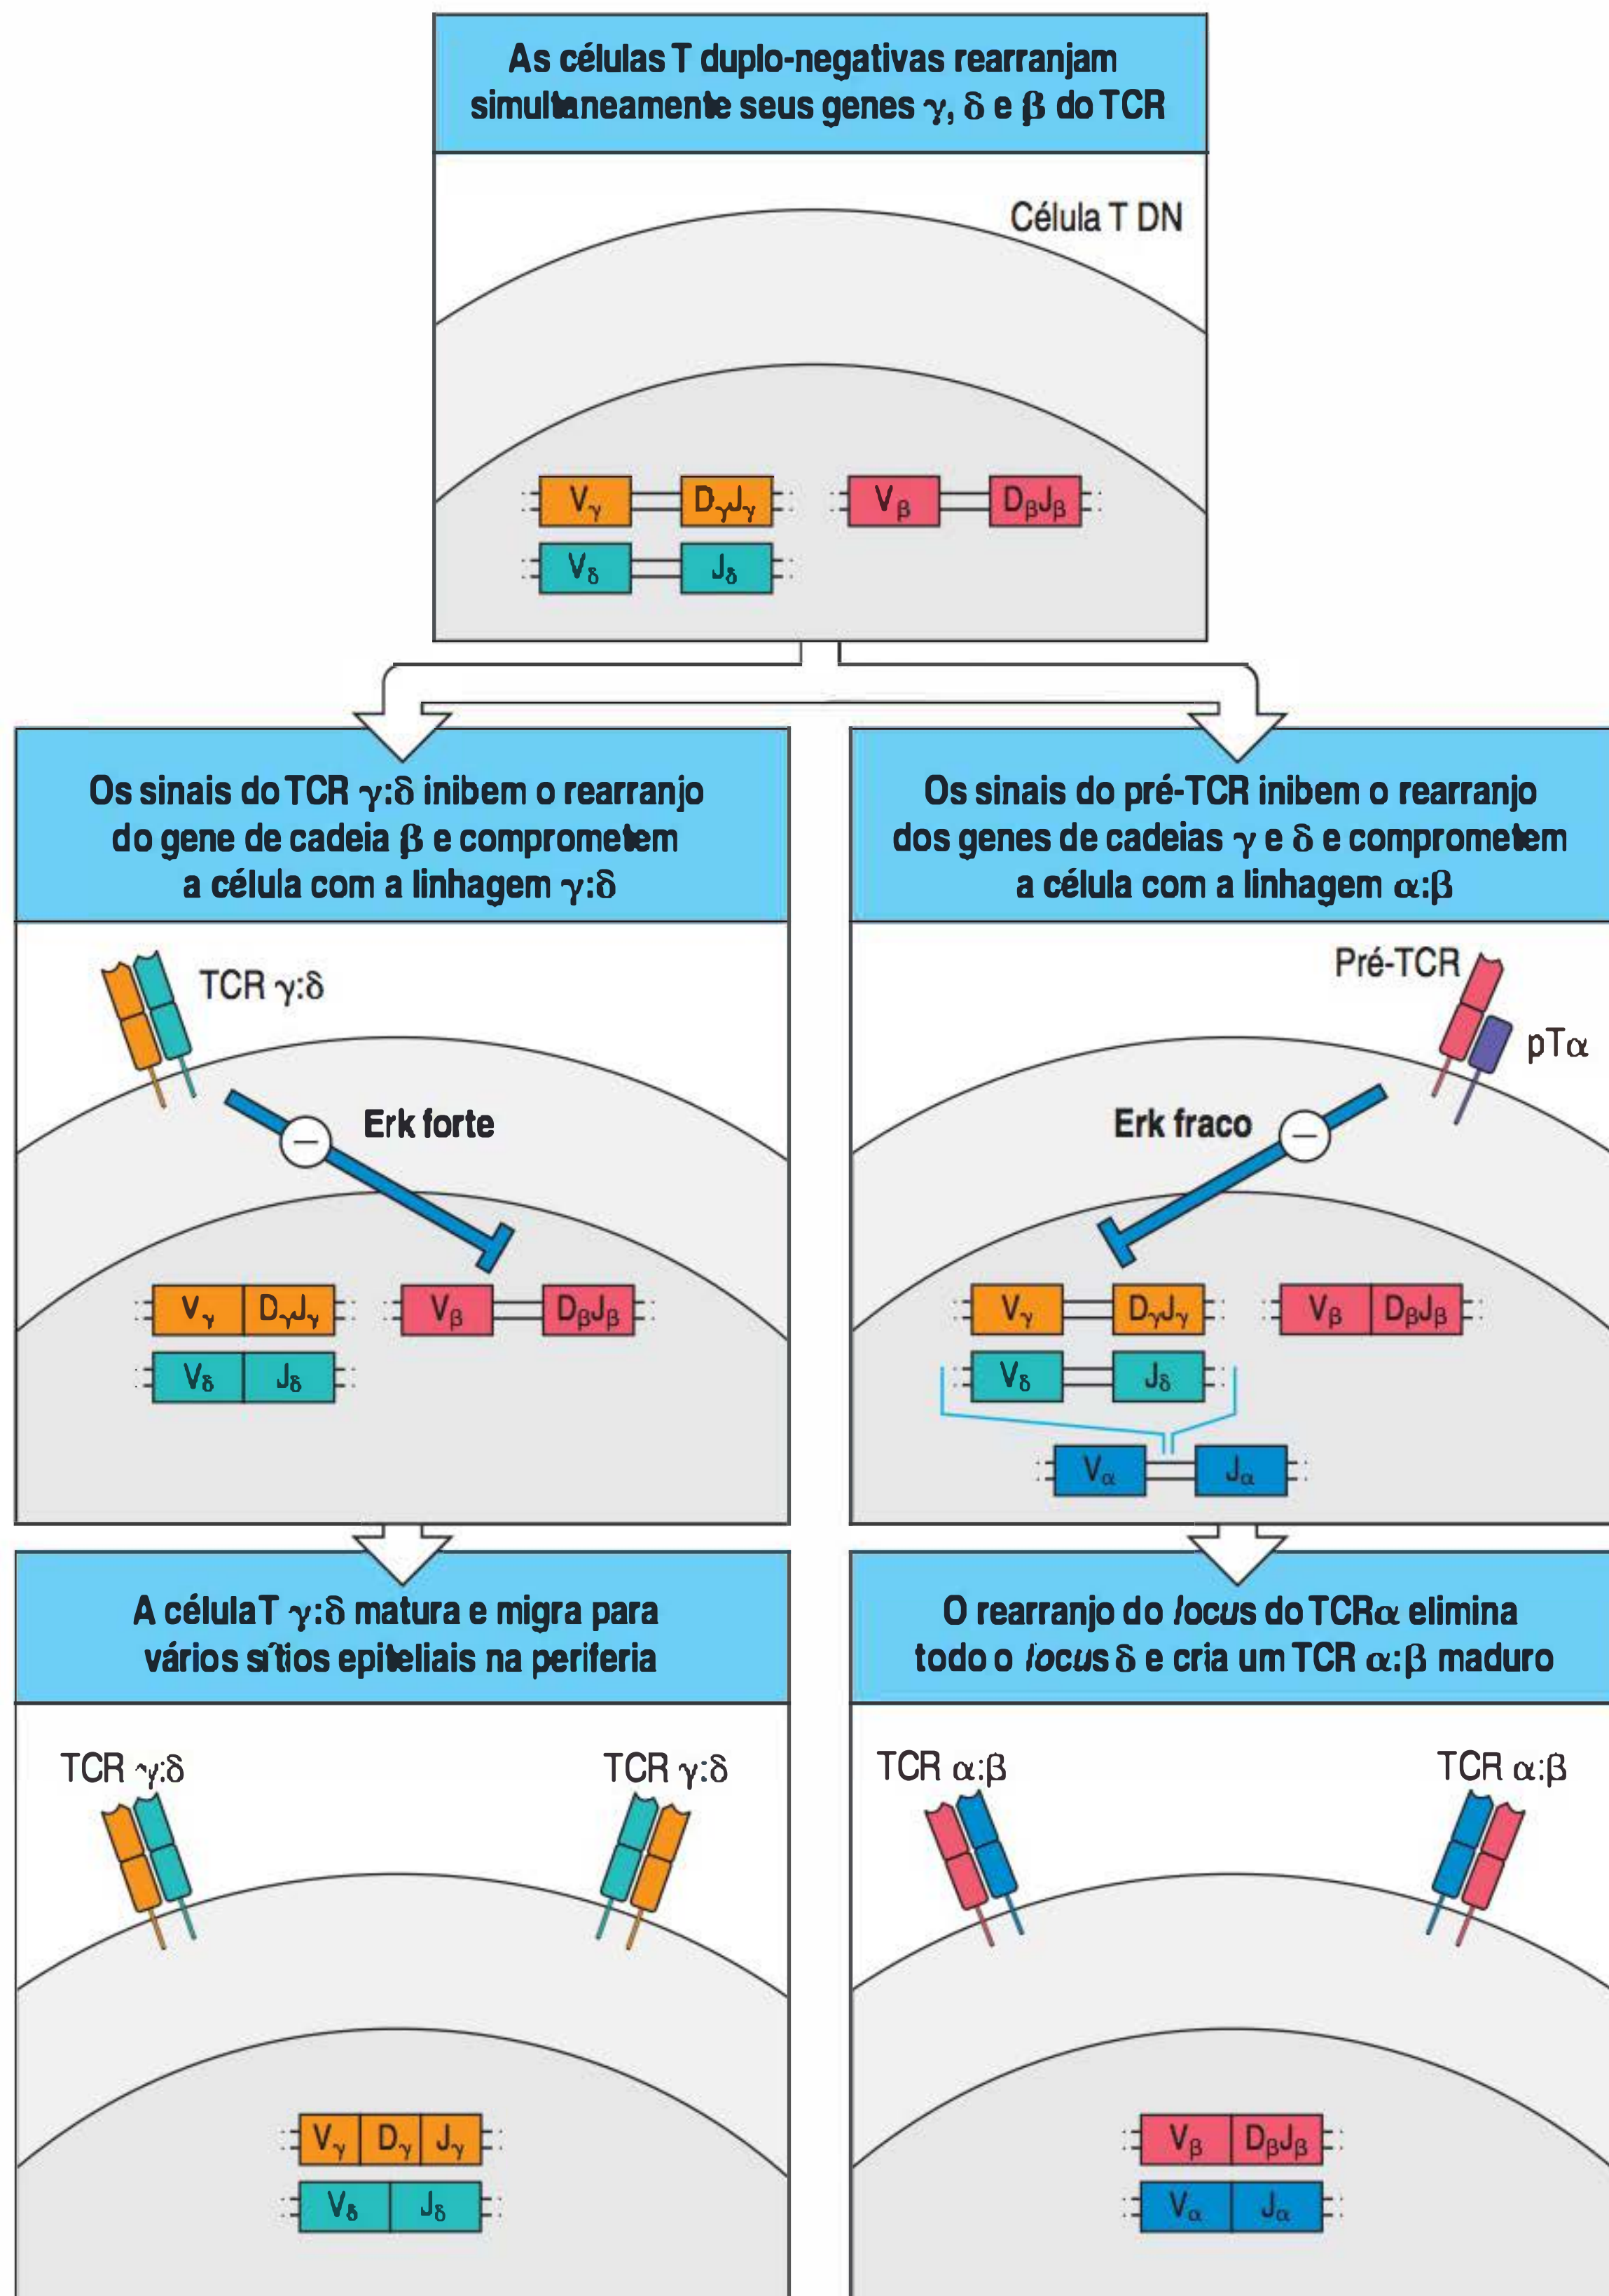 As células T duplo-negativas rearranjam
simultaneamente seus genes γ, δ e β do TCR
Célula T DN
Vγ DγJγ Vβ DβJβ
Vδ Jδ
Os sinais do TCR γ:δ inibem o rearranjo
do gene de cadeia β e comprometem
a célula com a linhagem γ:δ
TCR γ:δ
Erk forte
Vγ DγJγ Vβ DβJβ
Vδ Jδ
Os sinais do pré-TCR inibem o rearranjo
dos genes de cadeias γ e δ e comprometem
a célula com a linhagem α:β
Pré-TCR
pTα
Erk fraco
Vγ DγJγ Vβ DβJβ
Vδ Jδ
Vα Jα
A célula T γ:δ matura e migra para
vários sítios epiteliais na periferia
TCR γ:δ TCR γ:δ
Vγ Dγ Jγ
Vδ Jδ
O rearranjo do locus do TCRα elimina
todo o locus δ e cria um TCR α:β maduro
TCR α:β TCR α:β
Vβ DβJβ
Vα Jα